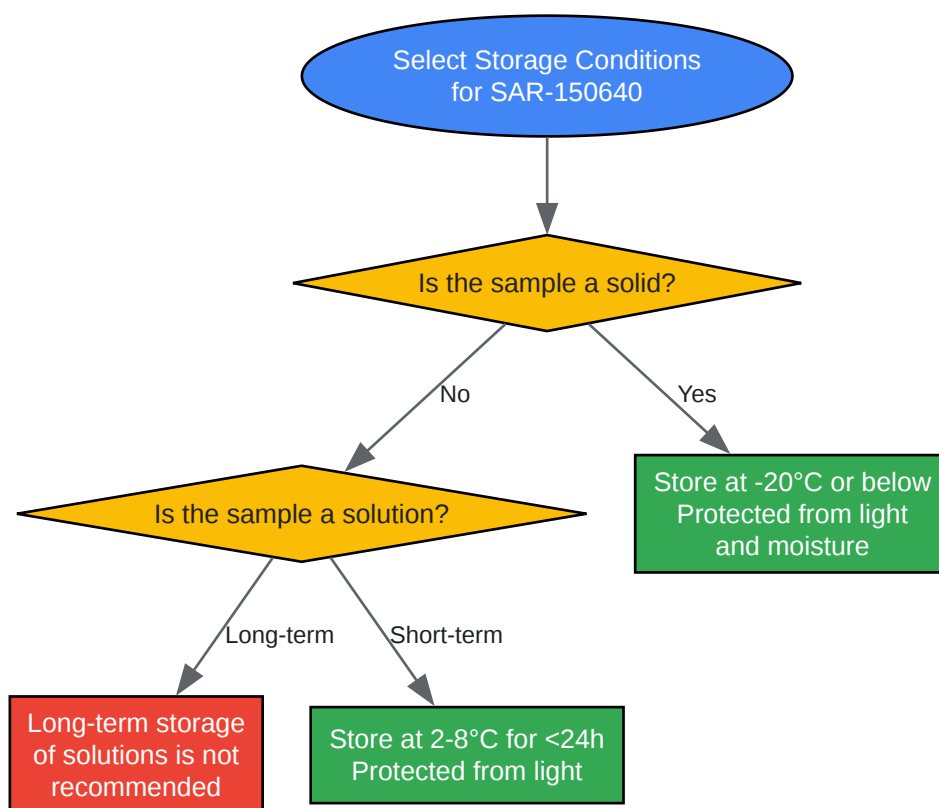 Select Storage Conditions
for SAR-150640
Is the sample a solid?
No
Yes
Store at -20°C or below
Protected from light
and moisture
Is the sample a solution?
Long-term
Short-term
Long-term storage
of solutions is not
recommended
Store at 2-8°C for <24h
Protected from light